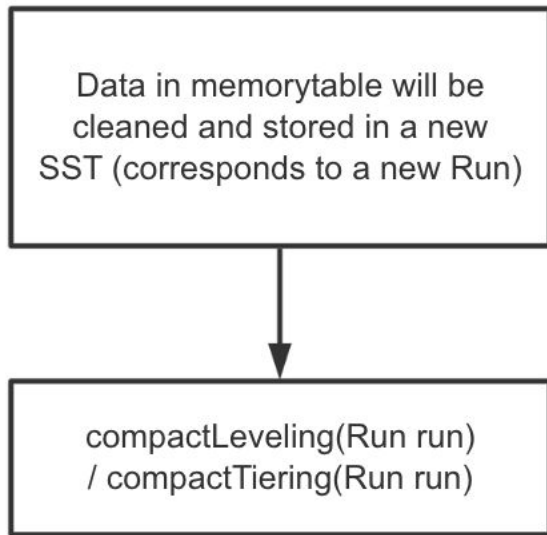 Data in memorytable will be
cleaned and stored in a new
SST (corresponds to a new Run)
compactLeveling(Run run)
/ compactTiering(Run run)